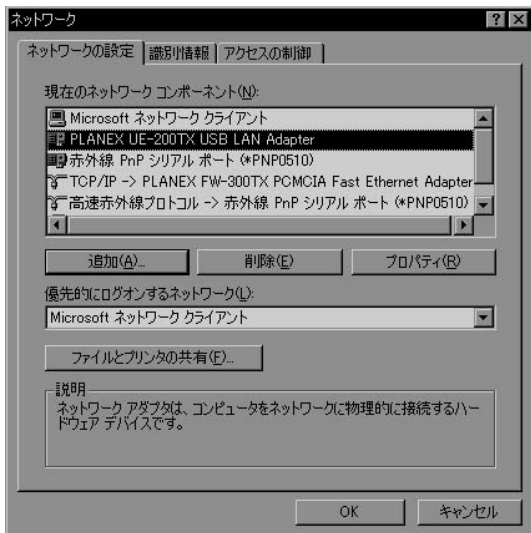 ネットワーク
ネットワークの設定 識別情報 アクセスの制御
現在のネットワーク コンポーネント(N):
Microsoft ネットワーク クライアント
PLANEX UE-200TX USB LAN Adapter
赤外線 PnP シリアル ポート (*PNP0510)
TCP/IP -> PLANEX FW-300TX PCMCIA Fast Ethernet Adapter
高速赤外線プロトコル -> 赤外線 PnP シリアル ポート (*PNP0510)
追加(A)... 削除(E) プロパティ(R)
優先的にログオンするネットワーク(L):
Microsoft ネットワーク クライアント
ファイルとプリンタの共有(F)...
説明
ネットワーク アダプタは、コンピュータをネットワークに物理的に接続するハー
ドウェア デバイスです。
OK キャンセル